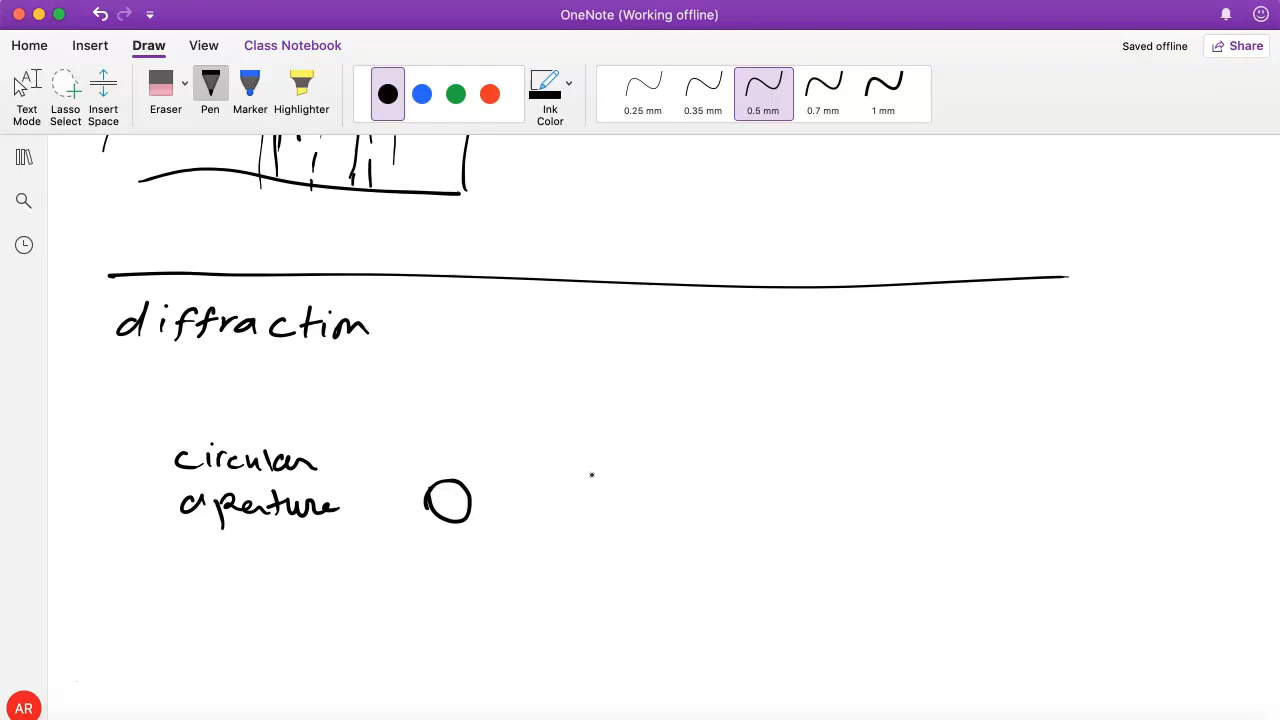 OneNote (Working offline)
Home Insert Draw View Class Notebook
Saved offline Share
Text Mode
Lasso Select
Insert Space
Eraser
Pen
Marker
Highlighter
Ink Color
0.25 mm
0.35 mm
0.5 mm
0.7 mm
1 mm
diffraction
circular
aperture
AR